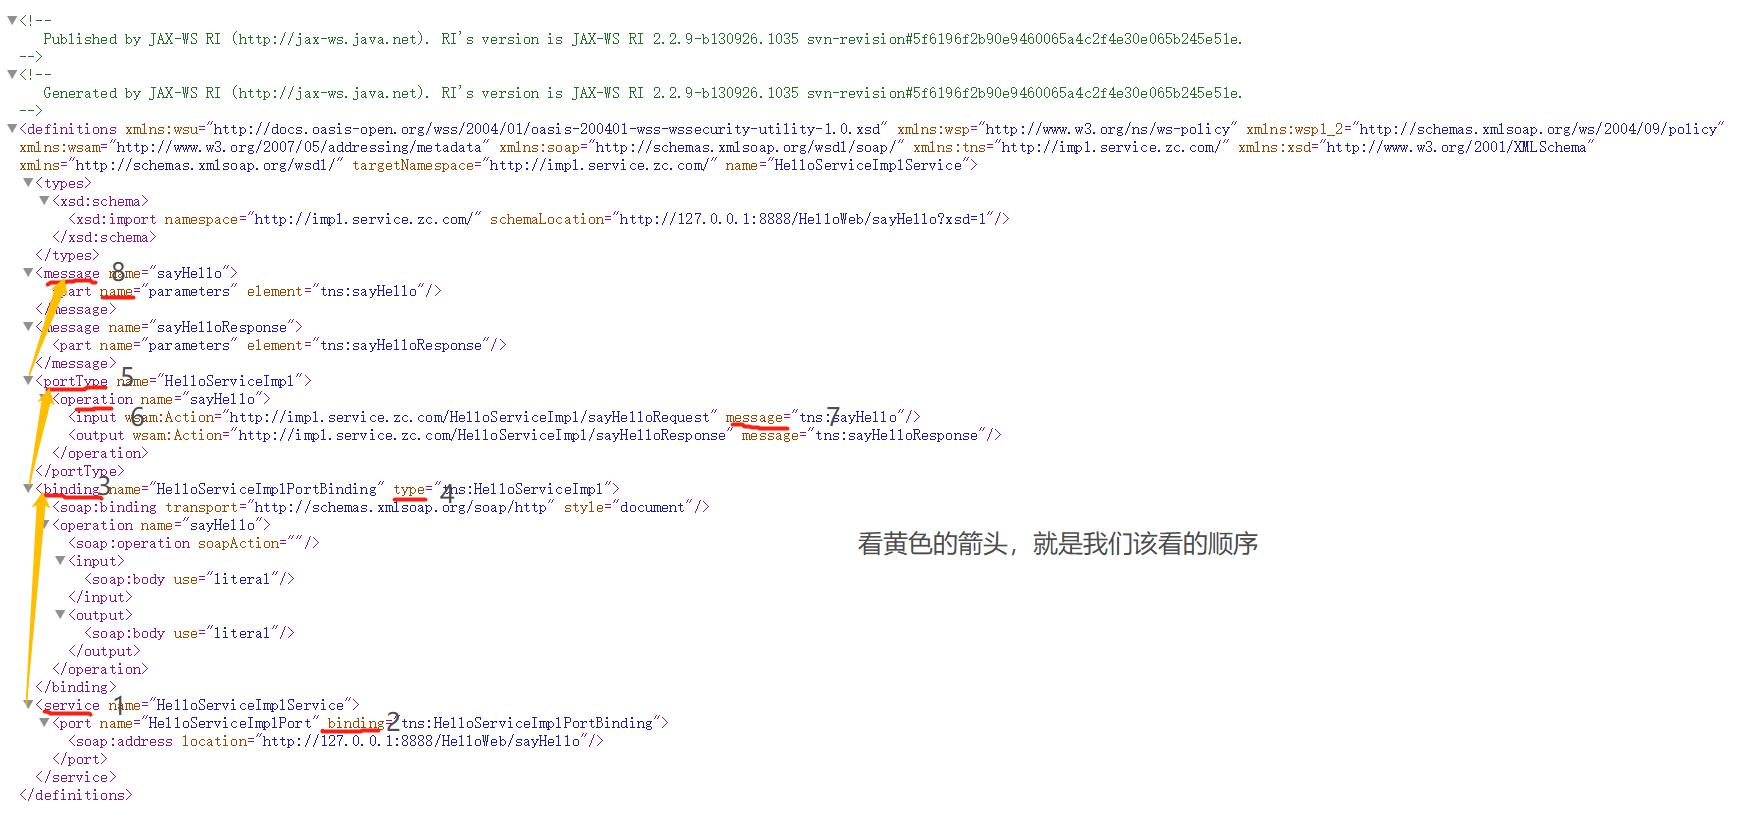 <!--
Published by JAX-WS RI (http://jax-ws.java.net). RI's version is JAX-WS RI 2.2.9-b130926.1035 svn-revision#5f6196f2b90e9460065a4c2f4e30e065b245e51e.
-->
<!--
Generated by JAX-WS RI (http://jax-ws.java.net). RI's version is JAX-WS RI 2.2.9-b130926.1035 svn-revision#5f6196f2b90e9460065a4c2f4e30e065b245e51e.
-->
<definitions xmlns:wsu="http://docs.oasis-open.org/wss/2004/01/oasis-200401-wss-wssecurity-utility-1.0.xsd" xmlns:wsp="http://www.w3.org/ns/ws-policy" xmlns:wsp1_2="http://schemas.xmlsoap.org/ws/2004/09/policy"
xmlns:wsam="http://www.w3.org/2007/05/addressing/metadata" xmlns:soap="http://schemas.xmlsoap.org/wsdl/soap/" xmlns:tns="http://impl.service.zc.com/" xmlns:xsd="http://www.w3.org/2001/XMLSchema"
xmlns="http://schemas.xmlsoap.org/wsdl/" targetNamespace="http://impl.service.zc.com/" name="HelloServiceImplService">
<types>
<xsd:schema>
<xsd:import namespace="http://impl.service.zc.com/" schemaLocation="http://127.0.0.1:8888/HelloWeb/sayHello?xsd=1"/>
</xsd:schema>
</types>
<message name="sayHello"> 8
<part name="parameters" element="tns:sayHello"/>
</message>
<message name="sayHelloResponse">
<part name="parameters" element="tns:sayHelloResponse"/>
</message>
<portType name="HelloServiceImpl"> 5
<operation name="sayHello">
<input wsam:Action="http://impl.service.zc.com/HelloServiceImpl/sayHelloRequest" message="tns:sayHello"/> 6 7
<output wsam:Action="http://impl.service.zc.com/HelloServiceImpl/sayHelloResponse" message="tns:sayHelloResponse"/>
</operation>
</portType>
<binding name="HelloServiceImplPortBinding" type="tns:HelloServiceImpl"> 3 4
<soap:binding transport="http://schemas.xmlsoap.org/soap/http" style="document"/>
<operation name="sayHello">
<soap:operation soapAction=""/>
看黄色的箭头，就是我们该看的顺序
<input>
<soap:body use="literal"/>
</input>
<output>
<soap:body use="literal"/>
</output>
</operation>
</binding>
<service name="HelloServiceImplService"> 1
<port name="HelloServiceImplPort" binding="tns:HelloServiceImplPortBinding"> 2
<soap:address location="http://127.0.0.1:8888/HelloWeb/sayHello"/>
</port>
</service>
</definitions>